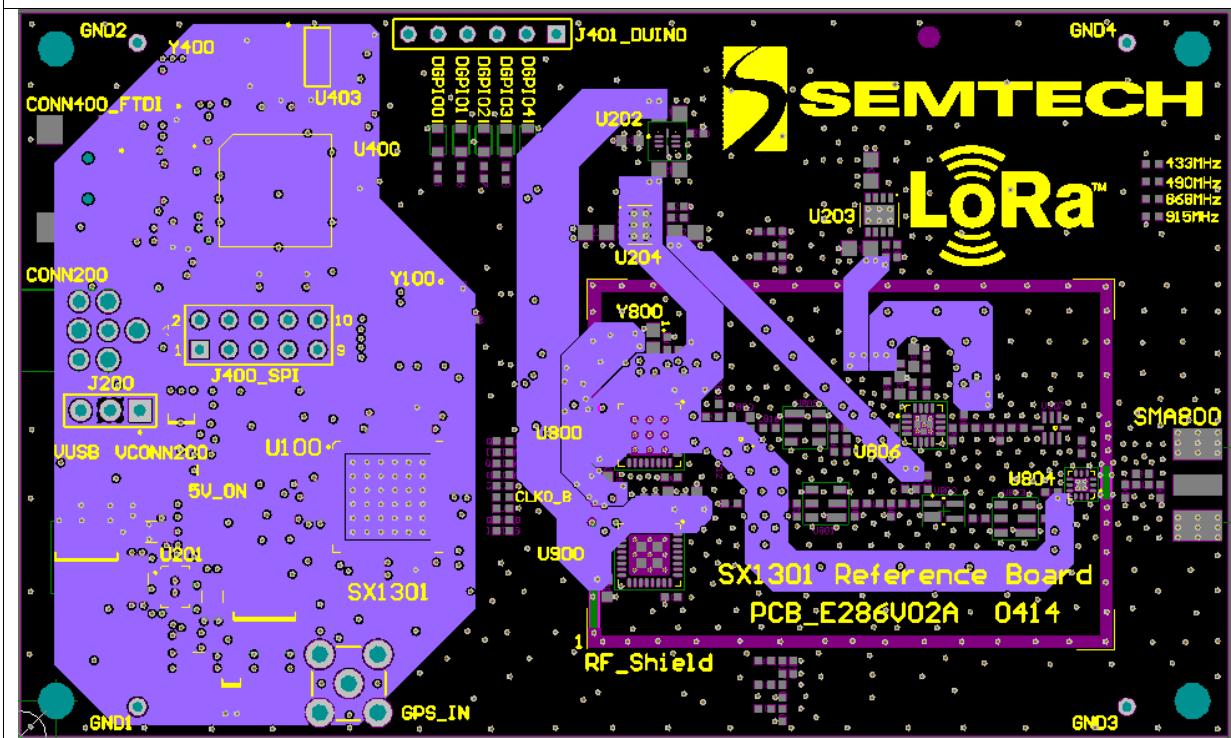 GND2
Y400
J401_DUINO
GND4
SEMTECH
CONN400_FTDI
U403
DGPIO0
DGPIO1
DGPIO2
DGPIO3
DGPIO4
U202
U400
433MHz
490MHz
868MHz
915MHz
LoRa™
U203
U204
CONN200
Y100
Y800
2
10
1
9
J400_SPI
J200
VUSB
VCONN200
U100
U800
U806
SMA800
5V_ON
CLKD_B
U804
U201
U900
SX1301
SX1301 Reference Board
PCB_E286V02A 0414
1
RF_Shield
GPS_IN
GND1
GND3